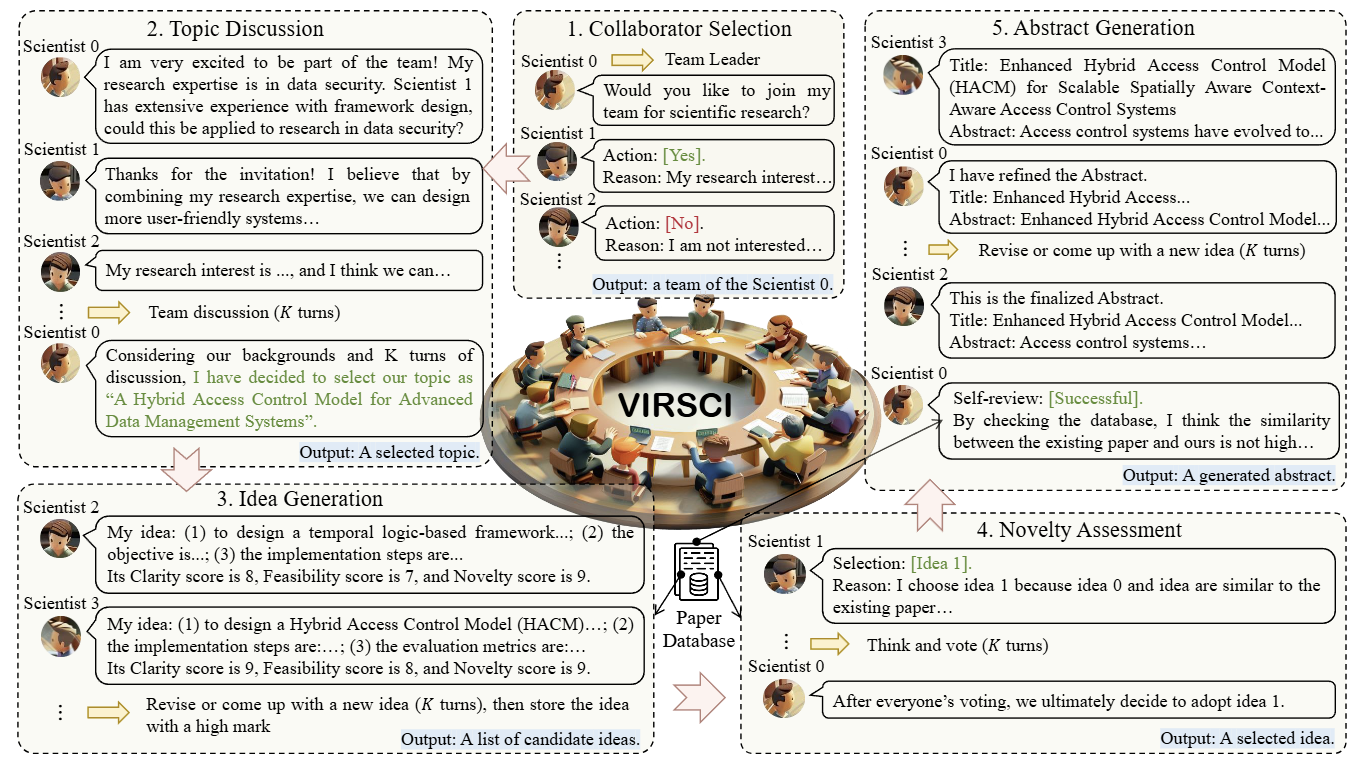 1. Collaborator Selection
Scientist 0
Team Leader
Would you like to join my
team for scientific research?
Scientist 1
Action: [Yes].
Reason: My research interest…
Scientist 2
Action: [No].
Reason: I am not interested…
⋮
Output: a team of the Scientist 0.
2. Topic Discussion
Scientist 0
I am very excited to be part of the team! My
research expertise is in data security. Scientist 1
has extensive experience with framework design,
could this be applied to research in data security?
Scientist 1
Thanks for the invitation! I believe that by
combining my research expertise, we can design
more user-friendly systems…
Scientist 2
My research interest is ..., and I think we can…
⋮
Team discussion (K turns)
Scientist 0
Considering our backgrounds and K turns of
discussion, I have decided to select our topic as
“A Hybrid Access Control Model for Advanced
Data Management Systems”.
Output: A selected topic.
VIRSCI
3. Idea Generation
Scientist 2
My idea: (1) to design a temporal logic-based framework...; (2) the
objective is...; (3) the implementation steps are...
Its Clarity score is 8, Feasibility score is 7, and Novelty score is 9.
Scientist 3
My idea: (1) to design a Hybrid Access Control Model (HACM)…; (2)
the implementation steps are:…; (3) the evaluation metrics are:…
Its Clarity score is 9, Feasibility score is 8, and Novelty score is 9.
⋮
Revise or come up with a new idea (K turns), then store the idea
with a high mark
Output: A list of candidate ideas.
Paper
Database
4. Novelty Assessment
Scientist 1
Selection: [Idea 1].
Reason: I choose idea 1 because idea 0 and idea are similar to the
existing paper…
⋮
Think and vote (K turns)
Scientist 0
After everyone’s voting, we ultimately decide to adopt idea 1.
Output: A selected idea.
5. Abstract Generation
Scientist 3
Title: Enhanced Hybrid Access Control Model
(HACM) for Scalable Spatially Aware Context-
Aware Access Control Systems
Abstract: Access control systems have evolved to...
Scientist 0
I have refined the Abstract.
Title: Enhanced Hybrid Access...
Abstract: Enhanced Hybrid Access Control Model...
⋮
Revise or come up with a new idea (K turns)
Scientist 2
This is the finalized Abstract.
Title: Enhanced Hybrid Access Control Model...
Abstract: Access control systems…
Scientist 0
Self-review: [Successful].
By checking the database, I think the similarity
between the existing paper and ours is not high…
Output: A generated abstract.